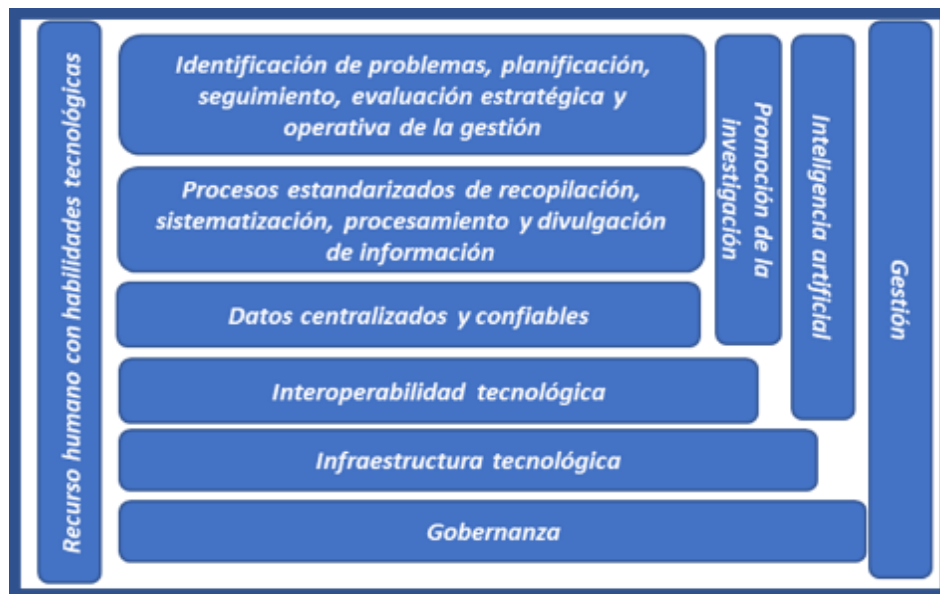 Recurso humano con habilidades tecnológicas
Identificación de problemas, planificación,
seguimiento, evaluación estratégica y
operativa de la gestión
Procesos estandarizados de recopilación,
sistematización, procesamiento y divulgación
de información
Datos centralizados y confiables
Interoperabilidad tecnológica
Infraestructura tecnológica
Gobernanza
Promoción de la
investigación
Inteligencia artificial
Gestión